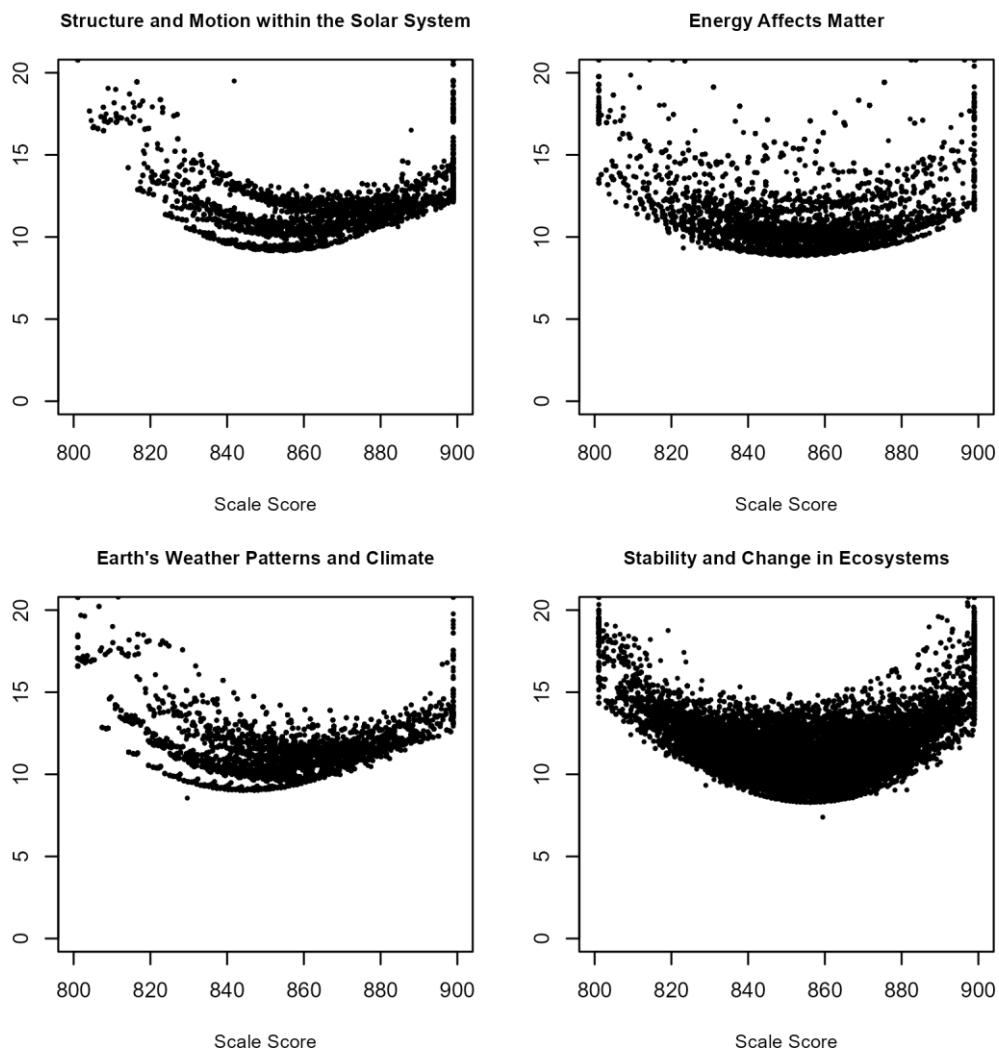 Structure and Motion within the Solar System
20
15
10
5
0
800 820 840 860 880 900
Scale Score
Energy Affects Matter
20
15
10
5
0
800 820 840 860 880 900
Scale Score
Earth's Weather Patterns and Climate
20
15
10
5
0
800 820 840 860 880 900
Scale Score
Stability and Change in Ecosystems
20
15
10
5
0
800 820 840 860 880 900
Scale Score